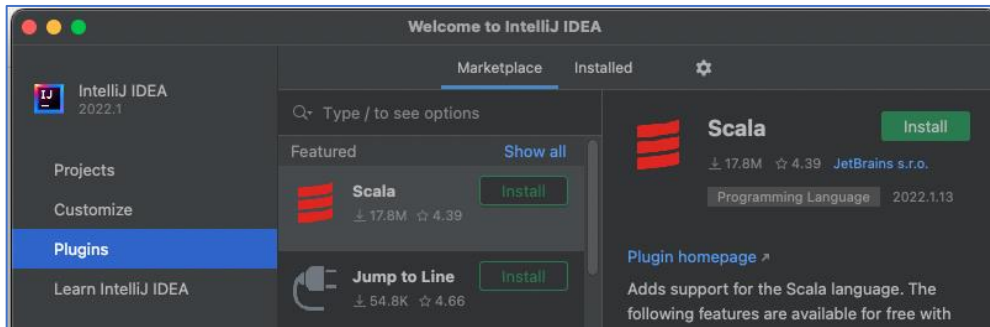 Welcome to IntelliJ IDEA
IJ
IntelliJ IDEA
2022.1
Projects
Customize
Plugins
Learn IntelliJ IDEA
Marketplace Installed
Type / to see options
Featured Show all
Scala Install
17.8M 4.39
Jump to Line Install
54.8K 4.66
Scala Install
17.8M 4.39 JetBrains s.r.o.
Programming Language 2022.1.13
Plugin homepage ↗
Adds support for the Scala language. The
following features are available for free with